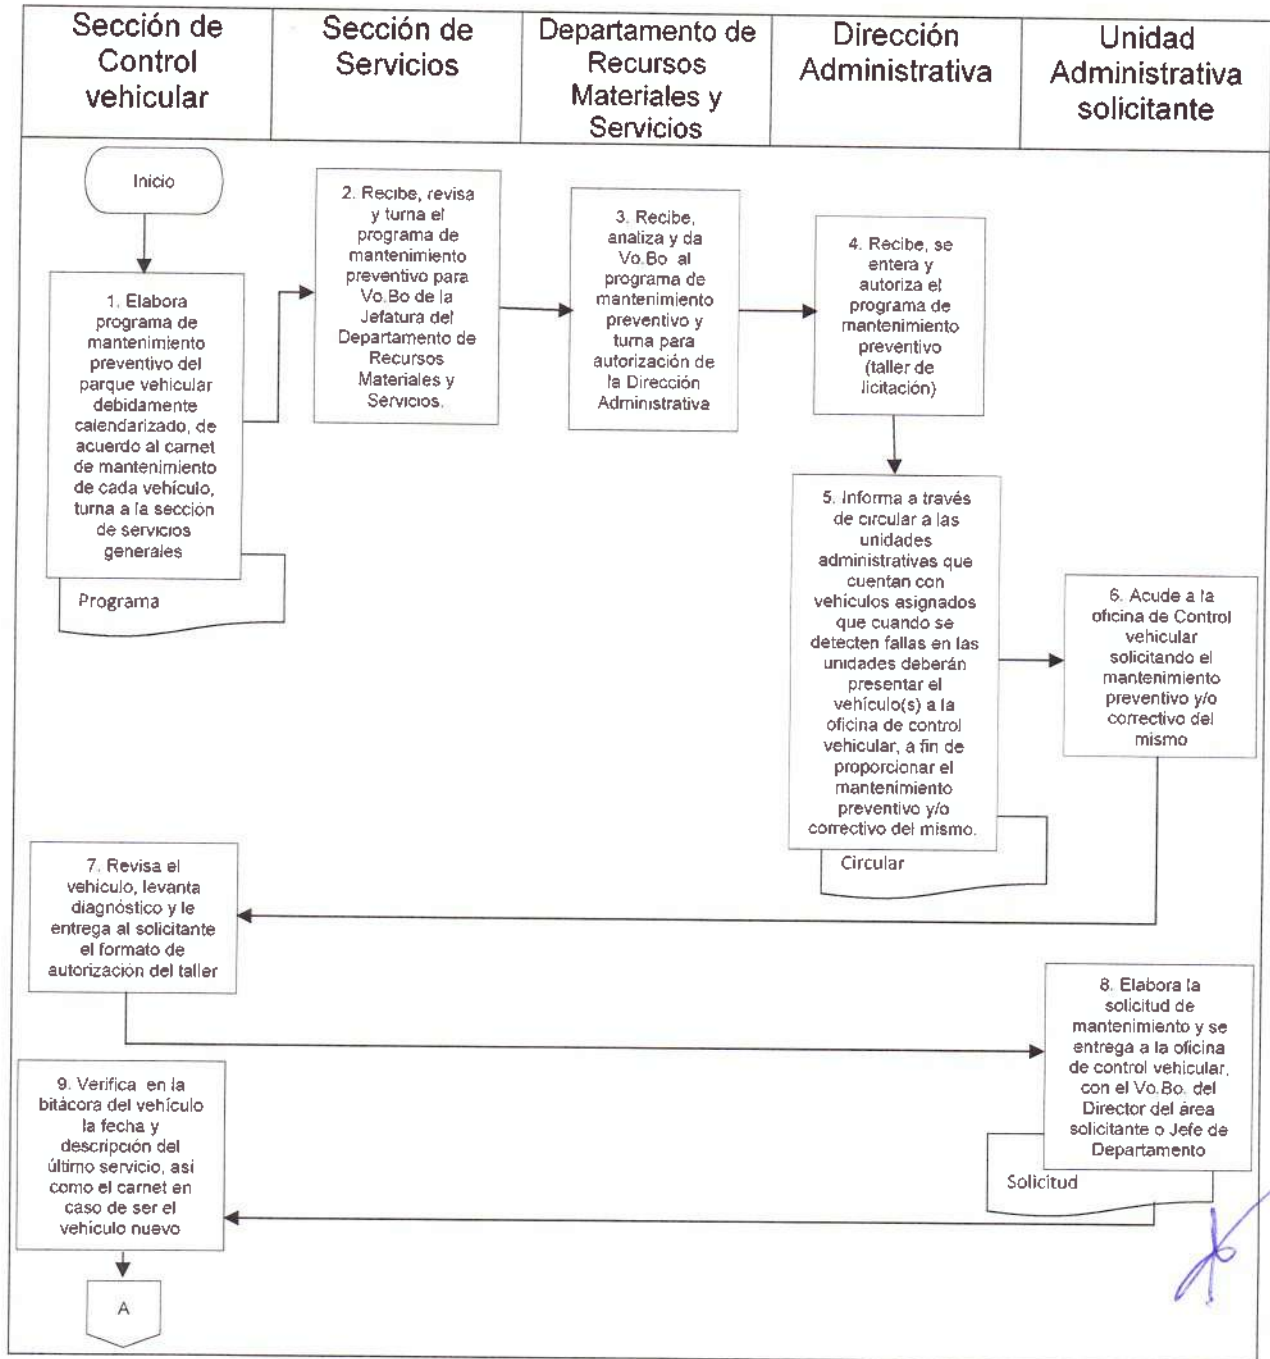 Sección de
Control
vehicular
Sección de
Servicios
Departamento de
Recursos
Materiales y
Servicios
Dirección
Administrativa
Unidad
Administrativa
solicitante
Inicio
1. Elabora
programa de
mantenimiento
preventivo del
parque vehicular
debidamente
calendarizado, de
acuerdo al carnet
de mantenimiento
de cada vehículo,
turna a la sección
de servicios
generales
Programa
2. Recibe, revisa
y turna el
programa de
mantenimiento
preventivo para
Vo.Bo de la
Jefatura del
Departamento de
Recursos
Materiales y
Servicios.
3. Recibe,
analiza y da
Vo.Bo al
programa de
mantenimiento
preventivo y
turna para
autorización de
la Dirección
Administrativa
4. Recibe, se
entera y
autoriza el
programa de
mantenimiento
preventivo
(taller de
licitación)
5. Informa a través
de circular a las
unidades
administrativas que
cuentan con
vehículos asignados
que cuando se
detecten fallas en las
unidades deberán
presentar el
vehículo(s) a la
oficina de control
vehicular, a fin de
proporcionar el
mantenimiento
preventivo y/o
correctivo del mismo.
Circular
6. Acude a la
oficina de Control
vehicular
solicitando el
mantenimiento
preventivo y/o
correctivo del
mismo
7. Revisa el
vehículo, levanta
diagnóstico y le
entrega al solicitante
el formato de
autorización del taller
8. Elabora la
solicitud de
mantenimiento y se
entrega a la oficina
de control vehicular,
con el Vo.Bo. del
Director del área
solicitante o Jefe de
Departamento
Solicitud
9. Verifica en la
bitácora del vehículo
la fecha y
descripción del
último servicio, así
como el carnet en
caso de ser el
vehículo nuevo
A